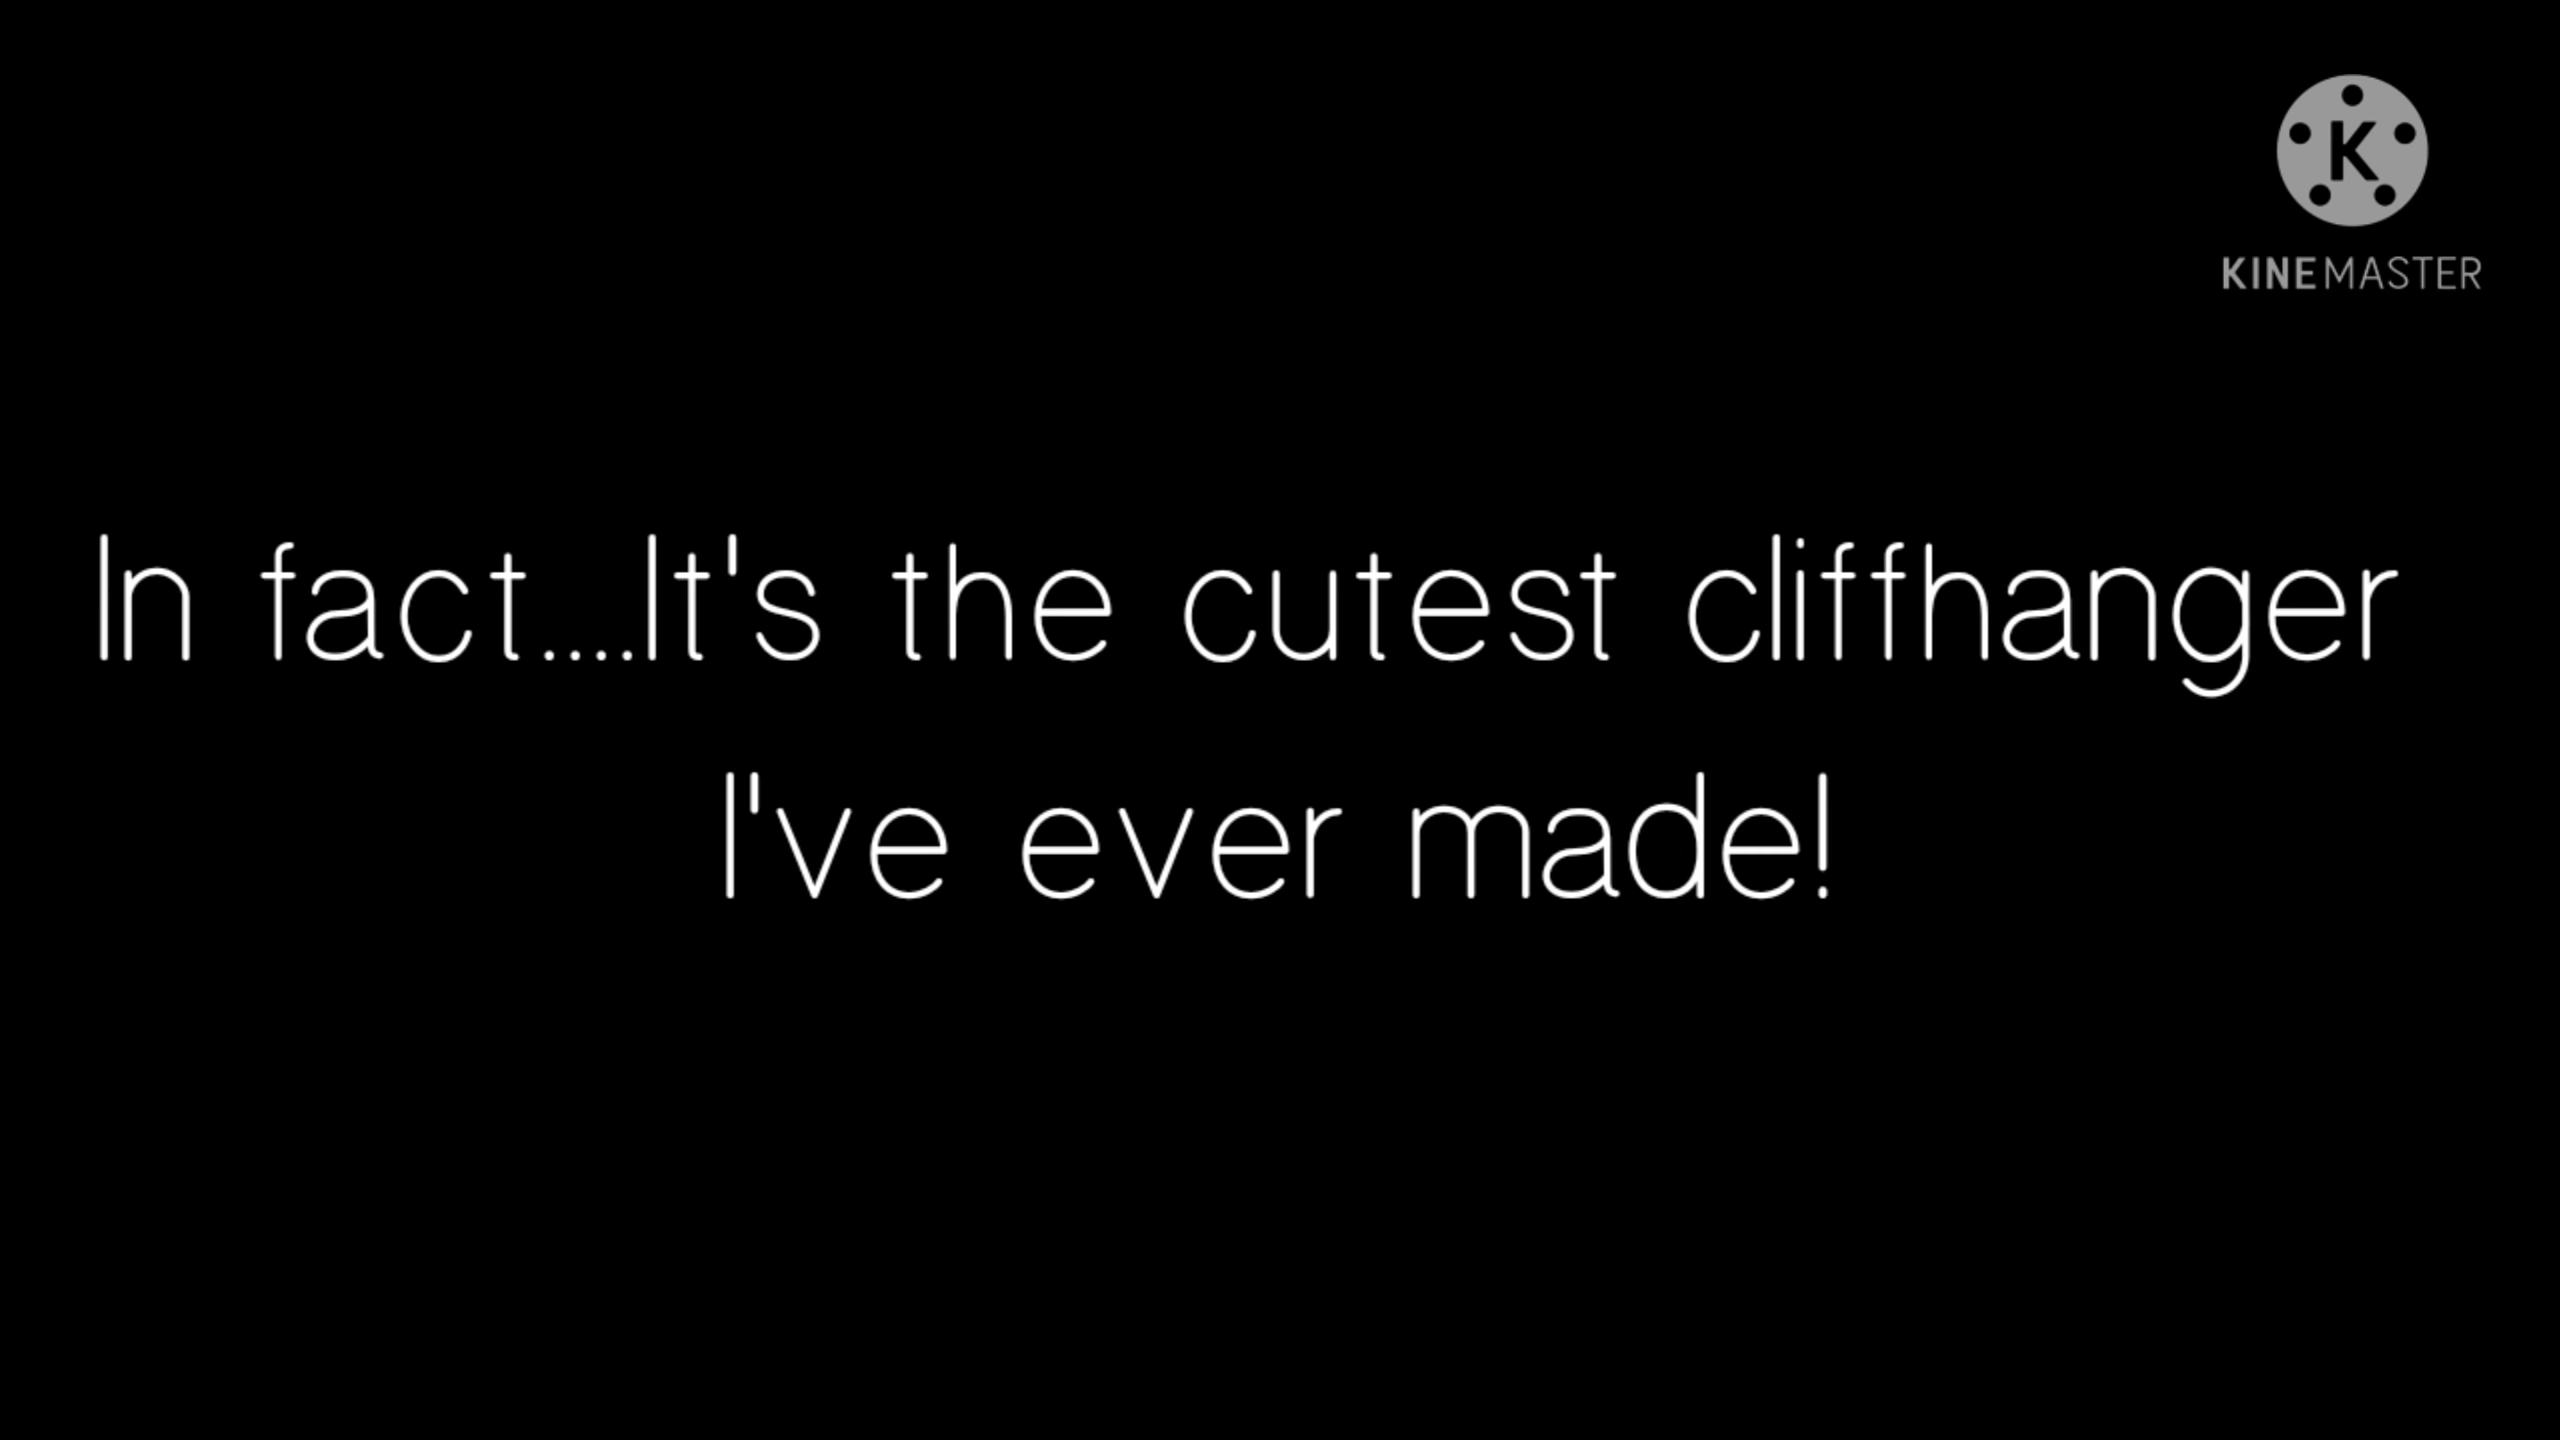 K
KINEMASTER
In fact....It's the cutest cliffhanger
I've ever made!